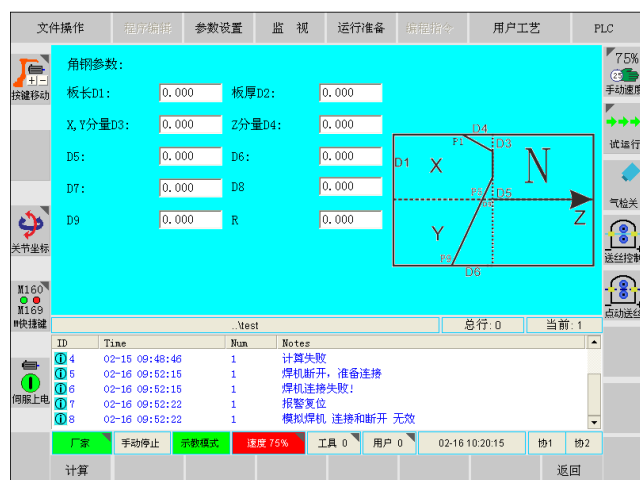 文件操作 程序编辑 参数设置 监 视 运行准备 编程指令 用户工艺 PLC
角钢参数:
板长D1: 0.000 板厚D2: 0.000
X,Y分量D3: 0.000 Z分量D4: 0.000
D5: 0.000 D6: 0.000
D7: 0.000 D8 0.000
D9 0.000 R 0.000
D4
P1 D3
D1 X N
P5 D5
Z
Y
D6
按键移动
关节坐标
M160
M169
M快捷键
伺服上电
75%
手动速度
试运行
气检关
送丝控制
点动送丝
..\test 总行: 0 当前: 1
ID Time Num Notes
4 02-15 09:48:46 1 计算失败
5 02-16 09:52:15 1 焊机断开，准备连接
6 02-16 09:52:15 1 焊机连接失败!
7 02-16 09:52:22 1 报警复位
8 02-16 09:52:22 1 模拟焊机 连接和断开 无效
厂家 手动停止 示教模式 速度 75% 工具 0 用户 0 02-16 10:20:15 协1 协2
计算 返回